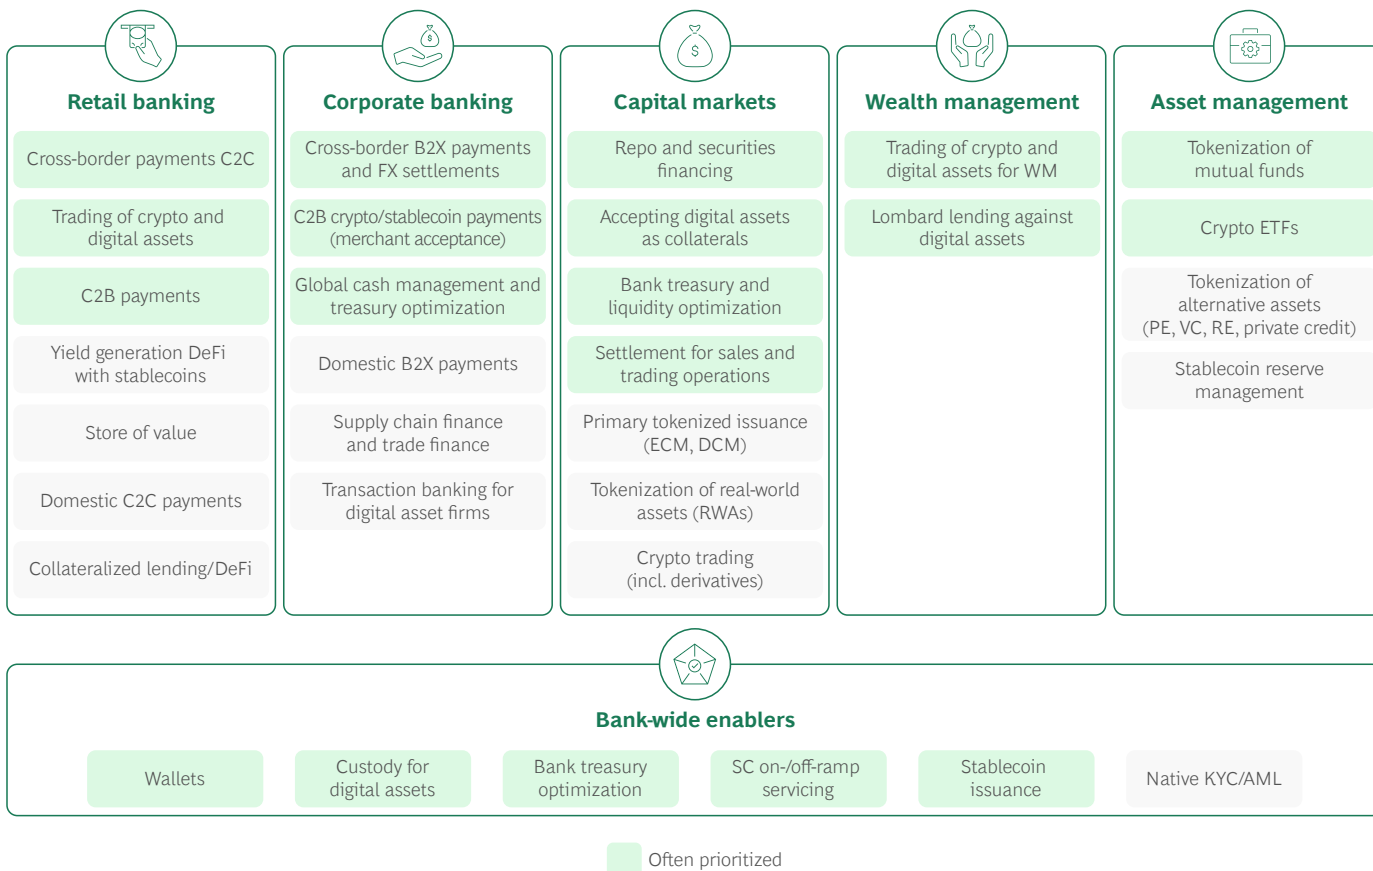 Retail banking
Cross-border payments C2C
Trading of crypto and
digital assets
C2B payments
Yield generation DeFi
with stablecoins
Store of value
Domestic C2C payments
Collateralized lending/DeFi
Corporate banking
Cross-border B2X payments
and FX settlements
C2B crypto/stablecoin payments
(merchant acceptance)
Global cash management and
treasury optimization
Domestic B2X payments
Supply chain finance
and trade finance
Transaction banking for
digital asset firms
$
Capital markets
Repo and securities
financing
Accepting digital assets
as collaterals
Bank treasury and
liquidity optimization
Settlement for sales and
trading operations
Primary tokenized issuance
(ECM, DCM)
Tokenization of real-world
assets (RWAs)
Crypto trading
(incl. derivatives)
$
Wealth management
Trading of crypto and
digital assets for WM
Lombard lending against
digital assets
Asset management
Tokenization of
mutual funds
Crypto ETFs
Tokenization of
alternative assets
(PE, VC, RE, private credit)
Stablecoin reserve
management
Bank-wide enablers
Wallets
Custody for
digital assets
Bank treasury
optimization
SC on-/off-ramp
servicing
Stablecoin
issuance
Native KYC/AML
Often prioritized